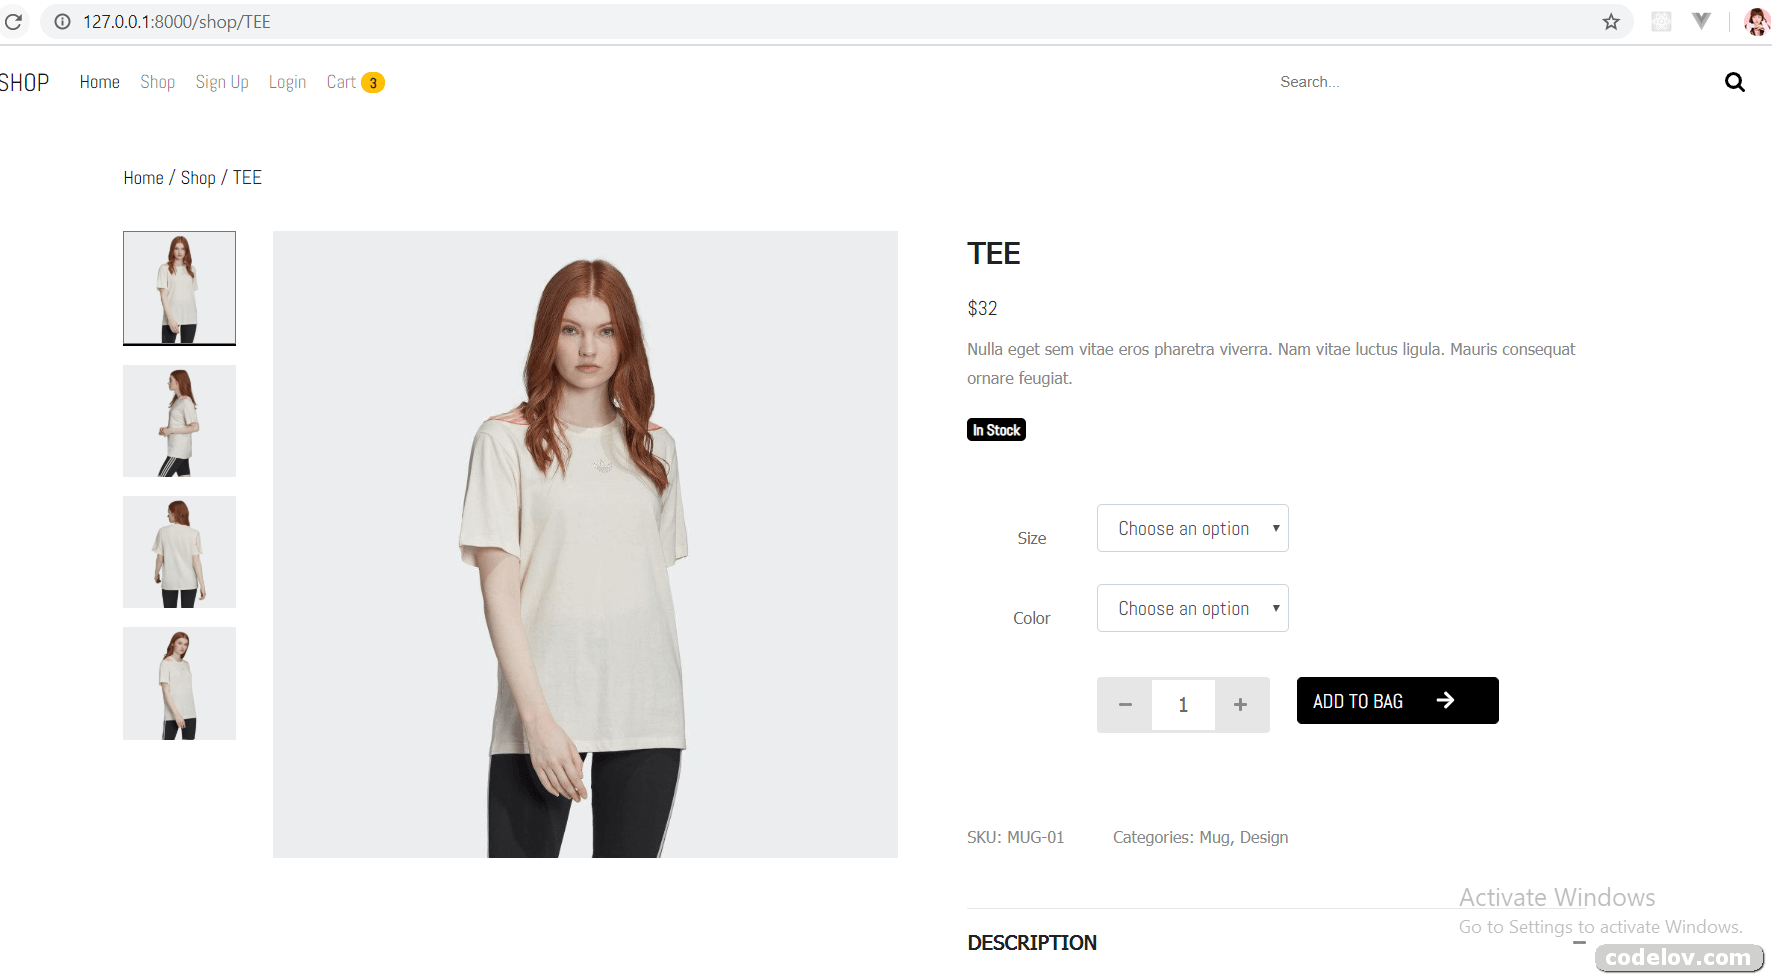 127.0.0.1:8000/shop/TEE
SHOP Home Shop Sign Up Login Cart 3 Search...
Home / Shop / TEE
TEE
$32
Nulla eget sem vitae eros pharetra viverra. Nam vitae luctus ligula. Mauris consequat
ornare feugiat.
In Stock
Size Choose an option
Color Choose an option
− 1 + ADD TO BAG
SKU: MUG-01 Categories: Mug, Design
Activate Windows
Go to Settings to activate Windows.
DESCRIPTION
codelov.com